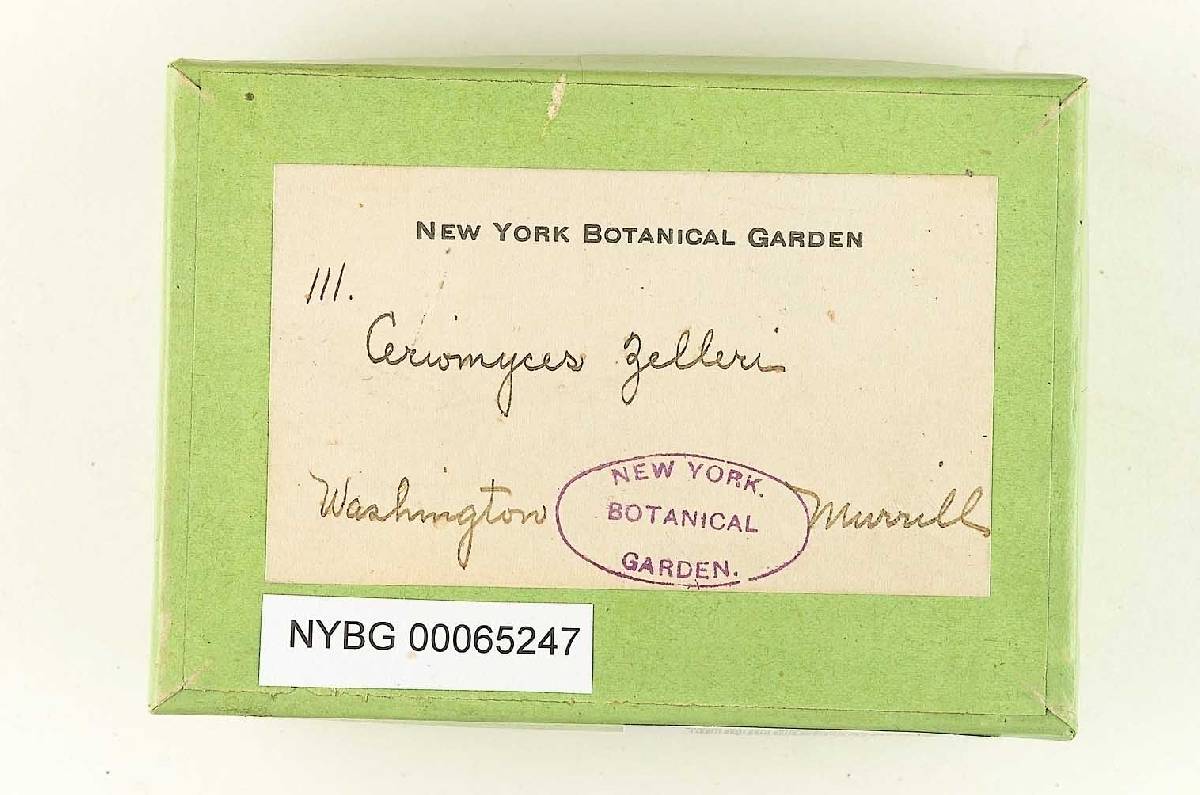 NEW YORK BOTANICAL GARDEN
111.
Ceriomyces Zelleri
Washington
NEW YORK.
BOTANICAL
GARDEN.
Murrill
NYBG 00065247